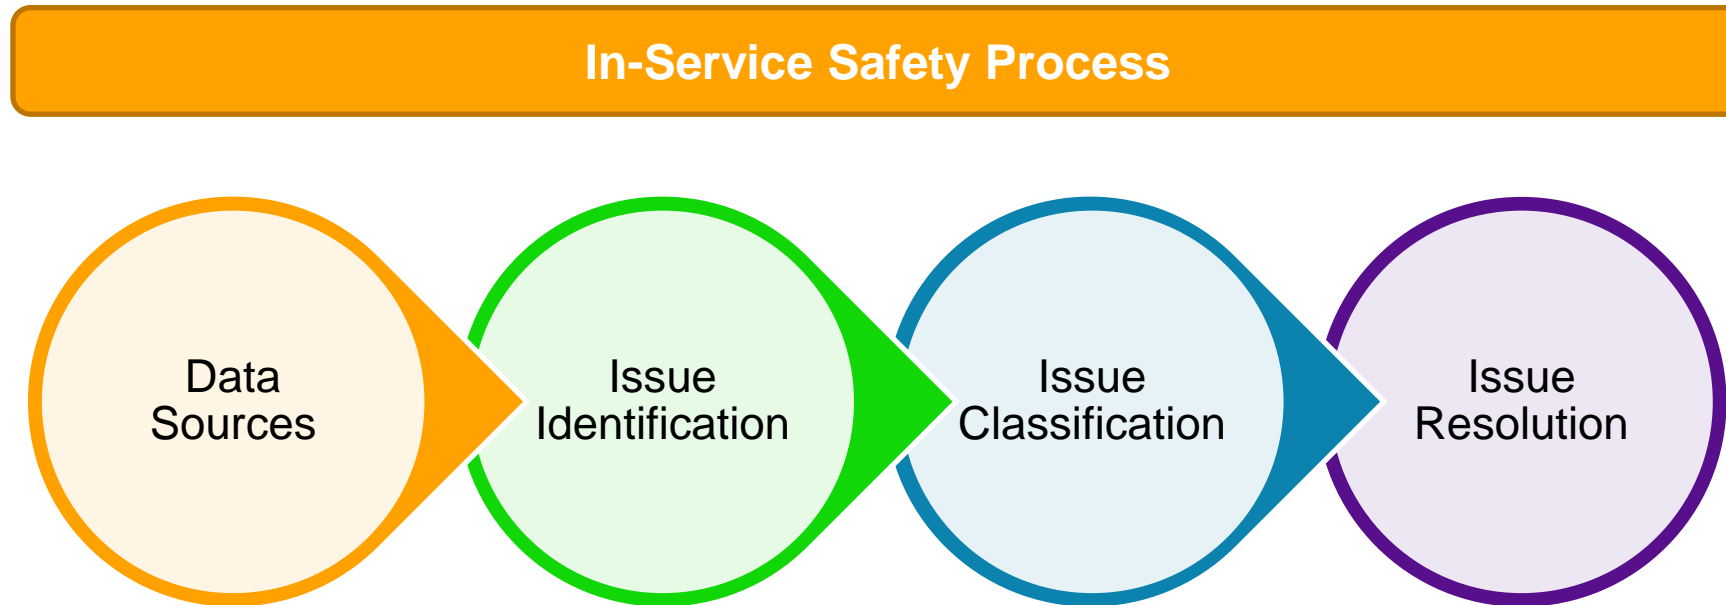 In-Service Safety Process
Data
Sources
Issue
Identification
Issue
Classification
Issue
Resolution